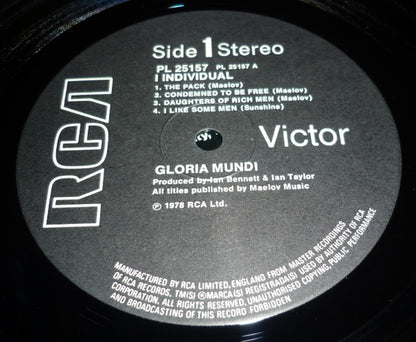 Side 1 Stereo
PL 25157 PL 25157 A
I INDIVIDUAL
1. THE PACK (Maelov)
2. CONDEMNED TO BE FREE (Maelov)
3. DAUGHTERS OF RICH MEN (Maelov)
4. I LIKE SOME MEN (Sunshine)
RCA
Victor
GLORIA MUNDI
Produced by Ian Bennett & Ian Taylor
All titles published by Maelov Music
℗ 1978 RCA Ltd.
MANUFACTURED BY RCA LIMITED, ENGLAND FROM MASTER RECORDINGS
OF RCA RECORDS. TM(S) ® MARCA(S) REGISTRADA(S) USED BY AUTHORITY OF RCA
CORPORATION. ALL RIGHTS RESERVED. UNAUTHORISED COPYING, PUBLIC PERFORMANCE
AND BROADCASTING OF THIS RECORD FORBIDDEN